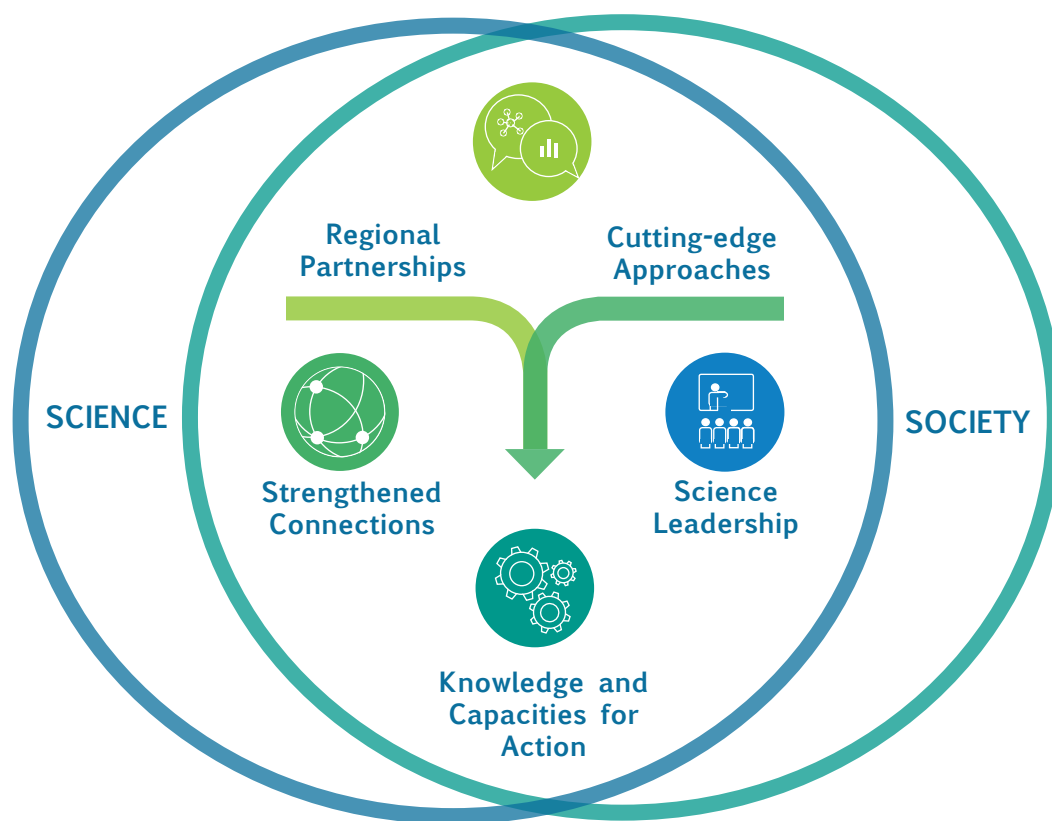 Regional
Partnerships
Cutting-edge
Approaches
SCIENCE
SOCIETY
Strengthened
Connections
Science
Leadership
Knowledge and
Capacities for
Action